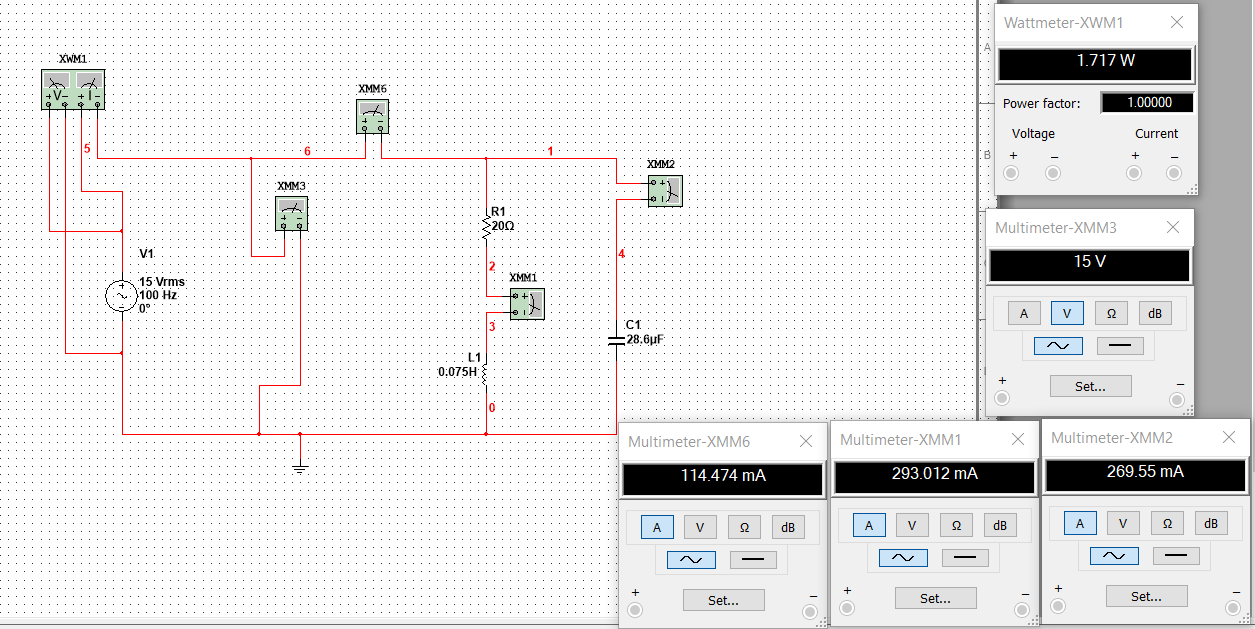 XWM1
V
I
5
6
XMM6
1
XMM2
XMM3
V1
15 Vrms
100 Hz
0°
R1
20Ω
2
XMM1
3
L1
0.075H
0
4
C1
28.6µF
A
B
Wattmeter-XWM1
1.717 W
Power factor:
1.00000
Voltage
Current
+ − + −
Multimeter-XMM3
15 V
A V Ω dB
Set...
+ −
Multimeter-XMM6
114.474 mA
A V Ω dB
Set...
+ −
Multimeter-XMM1
293.012 mA
A V Ω dB
Set...
+ −
Multimeter-XMM2
269.55 mA
A V Ω dB
Set...
+ −